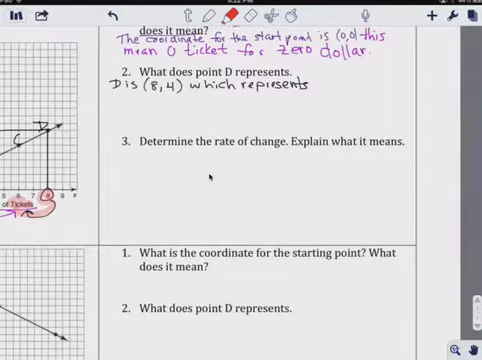 does it mean?
The coordinate for the start point is (0,0) this
mean 0 ticket for zero dollar.
2. What does point D represents.
D is (8,4) which represents
3. Determine the rate of change. Explain what it means.
C D
5 6 7 8 9 x
of Tickets
1. What is the coordinate for the starting point? What
does it mean?
2. What does point D represents.